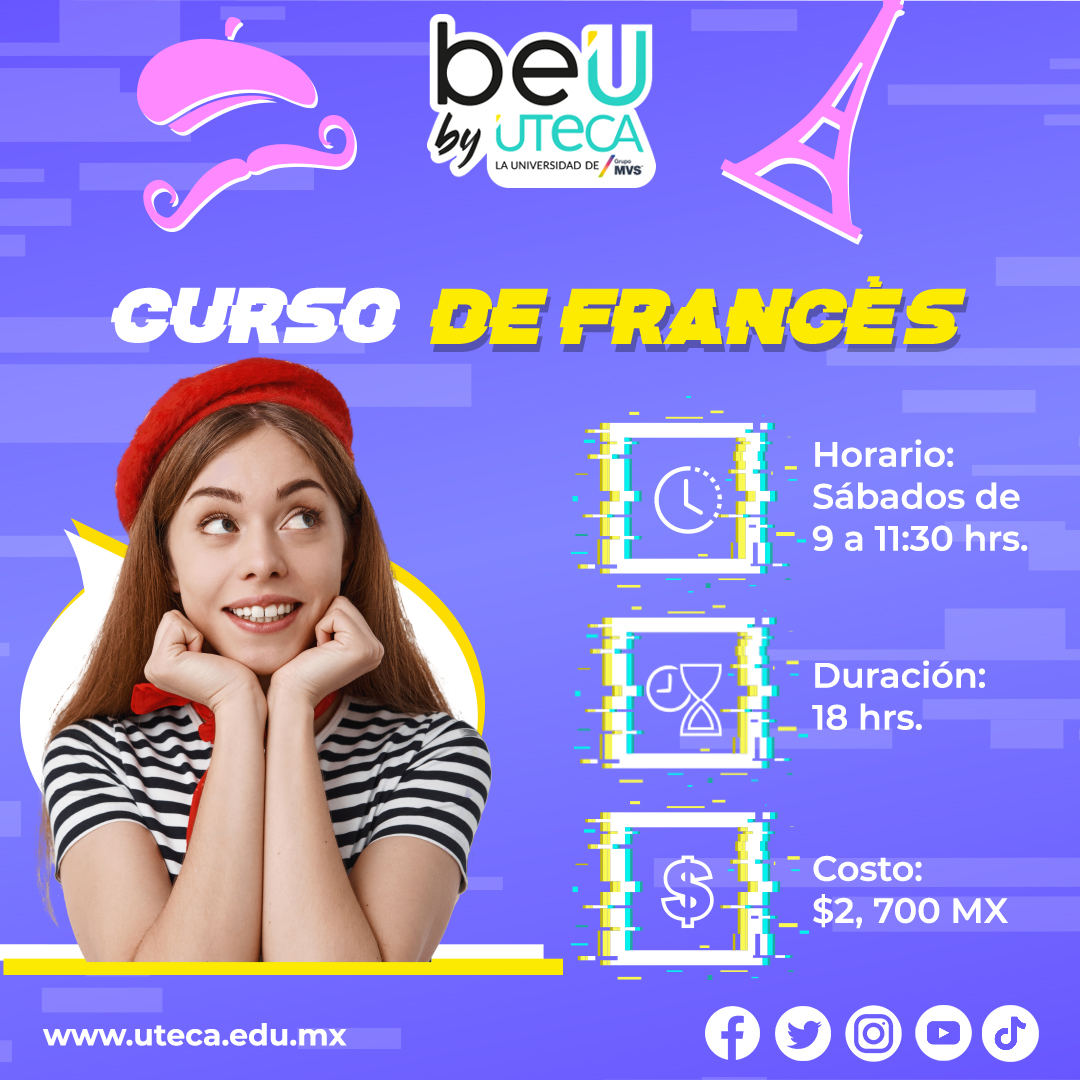 beU
by UTECA
LA UNIVERSIDAD DE Grupo MVS
CURSO DE FRANCÉS
Horario:
Sábados de
9 a 11:30 hrs.
Duración:
18 hrs.
Costo:
$2, 700 MX
www.uteca.edu.mx